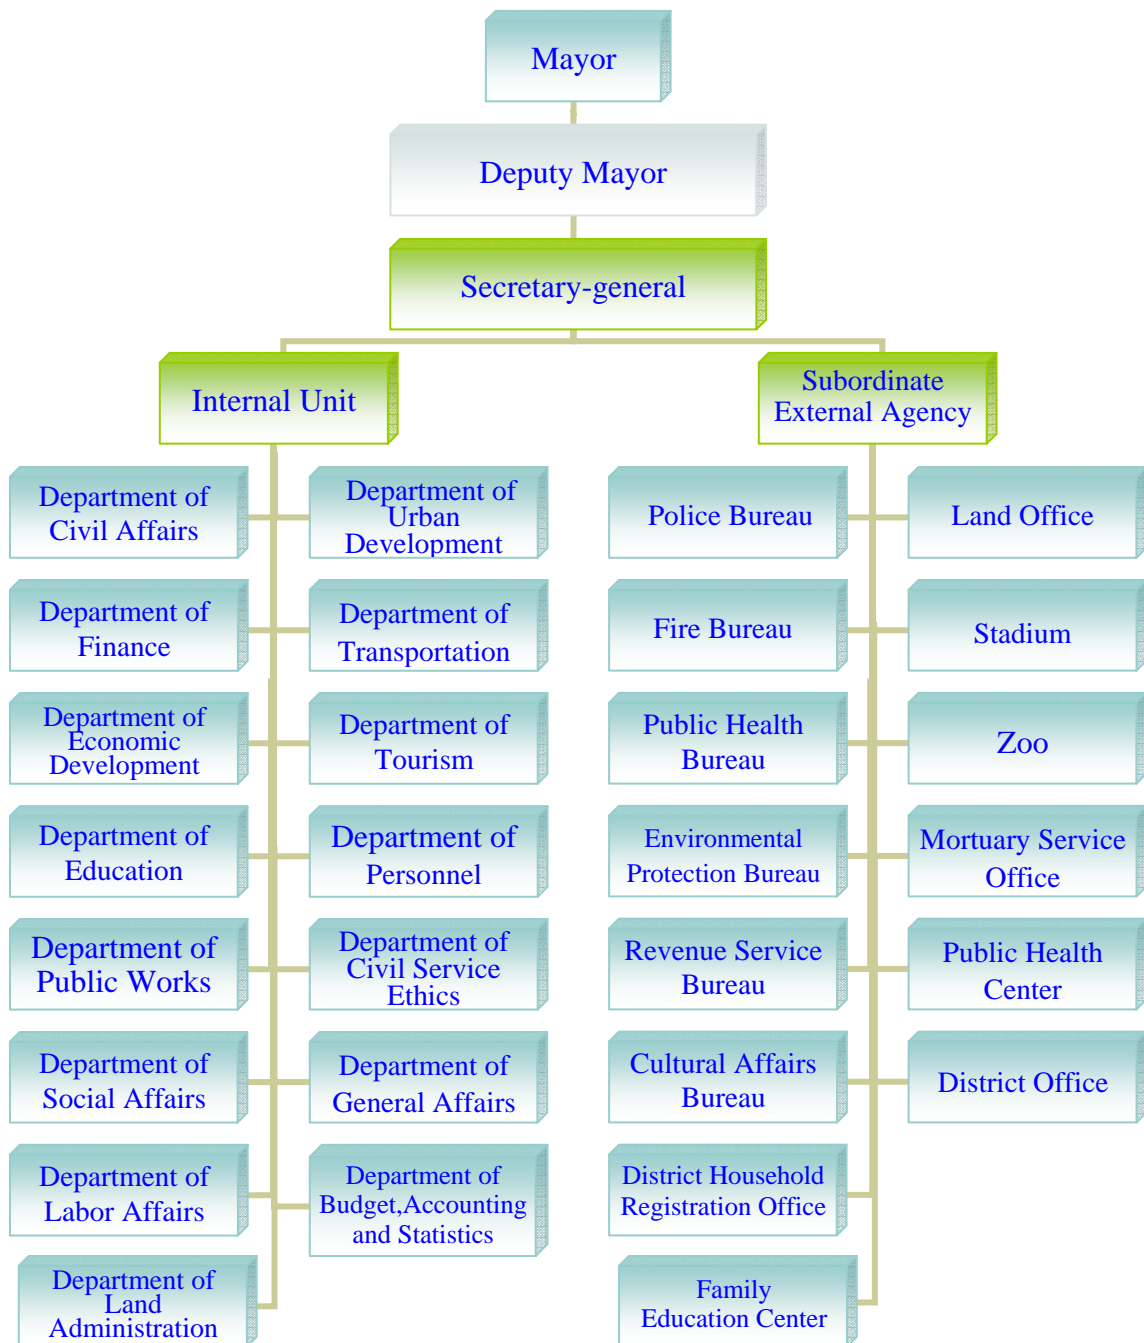 Mayor
Deputy Mayor
Secretary-general
Internal Unit
Subordinate
External Agency
Department of
Civil Affairs
Department of
Urban
Development
Police Bureau
Land Office
Department of
Finance
Department of
Transportation
Fire Bureau
Stadium
Department of
Economic
Development
Department of
Tourism
Public Health
Bureau
Zoo
Department of
Education
Department of
Personnel
Environmental
Protection Bureau
Mortuary Service
Office
Department of
Public Works
Department of
Civil Service
Ethics
Revenue Service
Bureau
Public Health
Center
Department of
Social Affairs
Department of
General Affairs
Cultural Affairs
Bureau
District Office
Department of
Labor Affairs
Department of
Budget,Accounting
and Statistics
District Household
Registration Office
Department of
Land
Administration
Family
Education Center